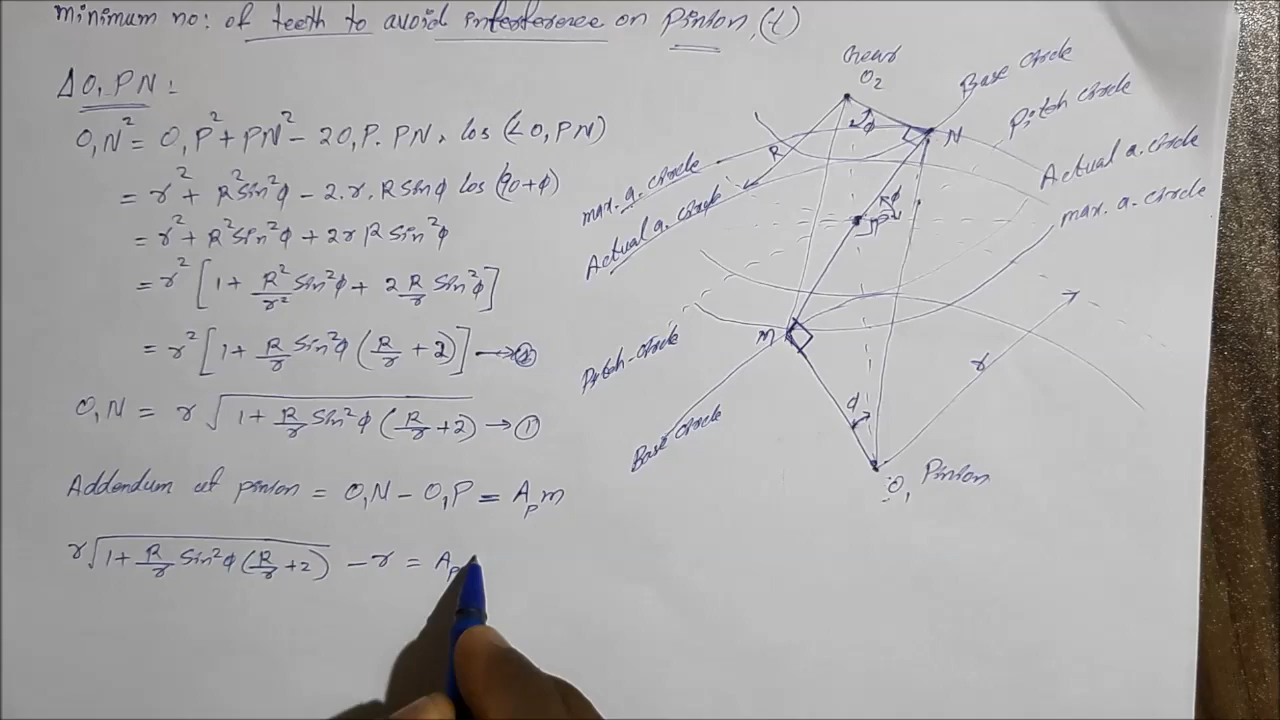 Minimum no: of teeth to avoid interference on Pinion, (t)
Δ O₁PN :
O₁N² = O₁P² + PN² - 2O₁P. PN. Cos (∠O₁PN)
= r² + R²sin²ϕ - 2.r.R sinϕ Cos (90+ϕ)
= r² + R²sin²ϕ + 2rR sin²ϕ
= r² [1 + R²/r² sin²ϕ + 2R/r sin²ϕ]
= r² [1 + R/r sin²ϕ (R/r + 2)]
O₁N = r √(1 + R/r sin²ϕ (R/r + 2)) → ①
Addendum of pinion = O₁N - O₁P = Aₚm
r√(1 + R/r sin²ϕ (R/r + 2)) - r = Aₚ
Gear
O₂
Base Circle
Pitch circle
Actual a. circle
max. a. circle
max. a. circle
Actual a. circle
Pitch-circle
Base circle
R
ϕ
N
ϕ
P
M
ϕ
r
O₁ Pinion